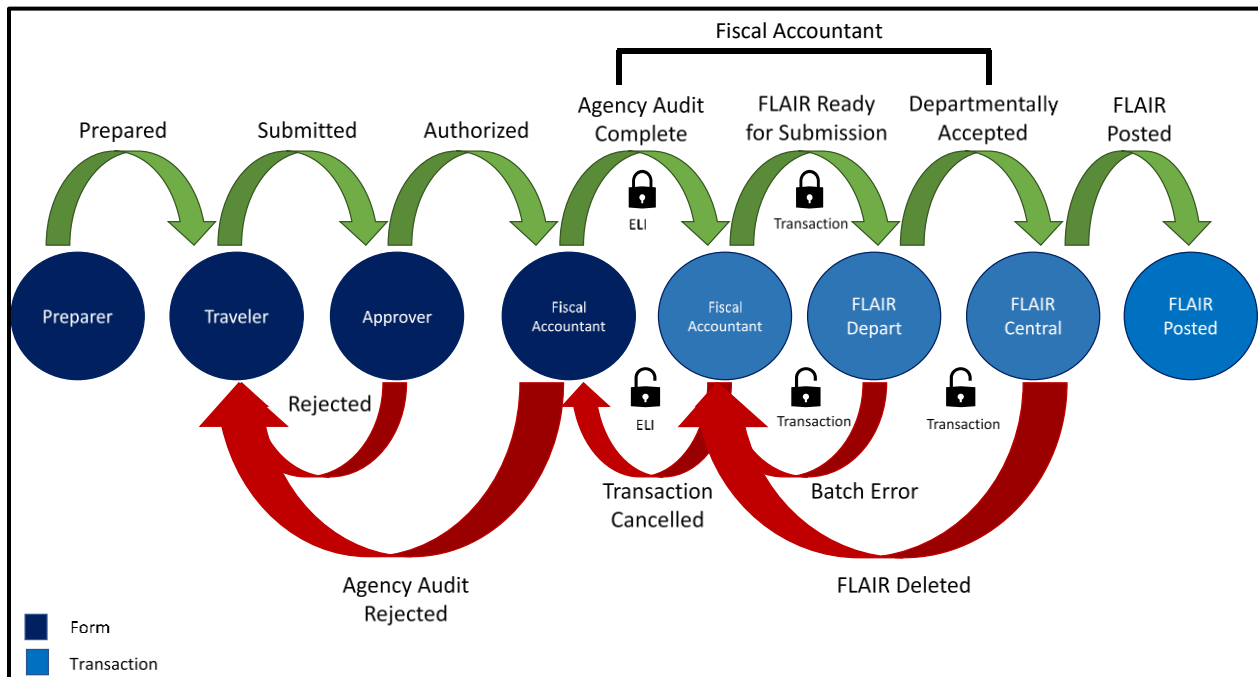 Fiscal Accountant
Prepared
Submitted
Authorized
Agency Audit
Complete
FLAIR Ready
for Submission
Departmentally
Accepted
FLAIR
Posted
ELI
Transaction
Preparer
Traveler
Approver
Fiscal
Accountant
Fiscal
Accountant
FLAIR
Depart
FLAIR
Central
FLAIR
Posted
Rejected
ELI
Transaction
Transaction
Transaction
Cancelled
Batch Error
Agency Audit
Rejected
FLAIR Deleted
Form
Transaction